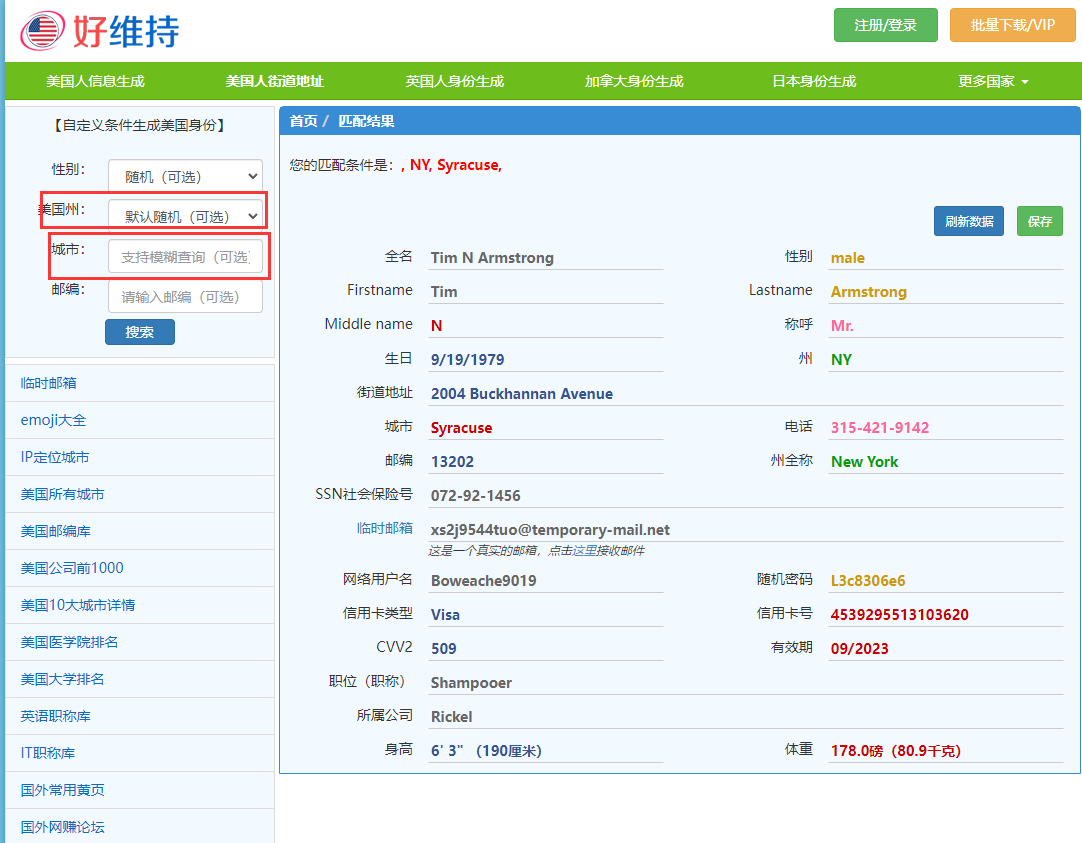 好维持
注册/登录 批量下载/VIP
美国人信息生成 美国人街道地址 英国人身份生成 加拿大身份生成 日本身份生成 更多国家
【自定义条件生成美国身份】
性别: 随机（可选）
美国州: 默认随机（可选）
城市: 支持模糊查询（可选）
邮编: 请输入邮编（可选）
搜索
临时邮箱
emoji大全
IP定位城市
美国所有城市
美国邮编库
美国公司前1000
美国10大城市详情
美国医学院排名
美国大学排名
英语职称库
IT职称库
国外常用黄页
国外网赚论坛
首页 / 匹配结果
您的匹配条件是: , NY, Syracuse,
刷新数据 保存
全名 Tim N Armstrong 性别 male
Firstname Tim Lastname Armstrong
Middle name N 称呼 Mr.
生日 9/19/1979 州 NY
街道地址 2004 Buckhannan Avenue
城市 Syracuse 电话 315-421-9142
邮编 13202 州全称 New York
SSN社会保险号 072-92-1456
临时邮箱 xs2j9544tuo@temporary-mail.net
这是一个真实的邮箱，点击这里接收邮件
网络用户名 Boweache9019 随机密码 L3c8306e6
信用卡类型 Visa 信用卡号 4539295513103620
CVV2 509 有效期 09/2023
职位（职称） Shampooer
所属公司 Rickel
身高 6' 3" （190厘米） 体重 178.0磅（80.9千克）